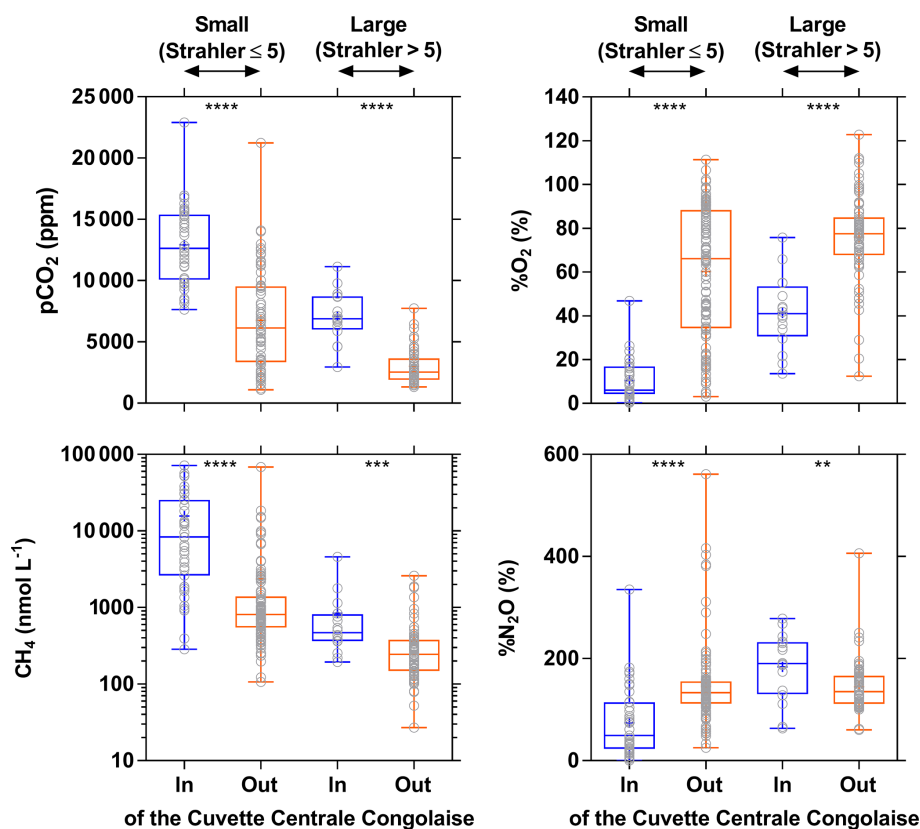 Small
(Strahler ≤ 5)
Large
(Strahler > 5)
Small
(Strahler ≤ 5)
Large
(Strahler > 5)
pCO₂ (ppm)
25 000
20 000
15 000
10 000
5000
0
****
****
%O₂ (%)
140
120
100
80
60
40
20
0
****
****
CH₄ (nmol L⁻¹)
100 000
10 000
1000
100
10
****
***
In
Out
In
Out
of the Cuvette Centrale Congolaise
%N₂O (%)
600
400
200
0
****
**
In
Out
In
Out
of the Cuvette Centrale Congolaise